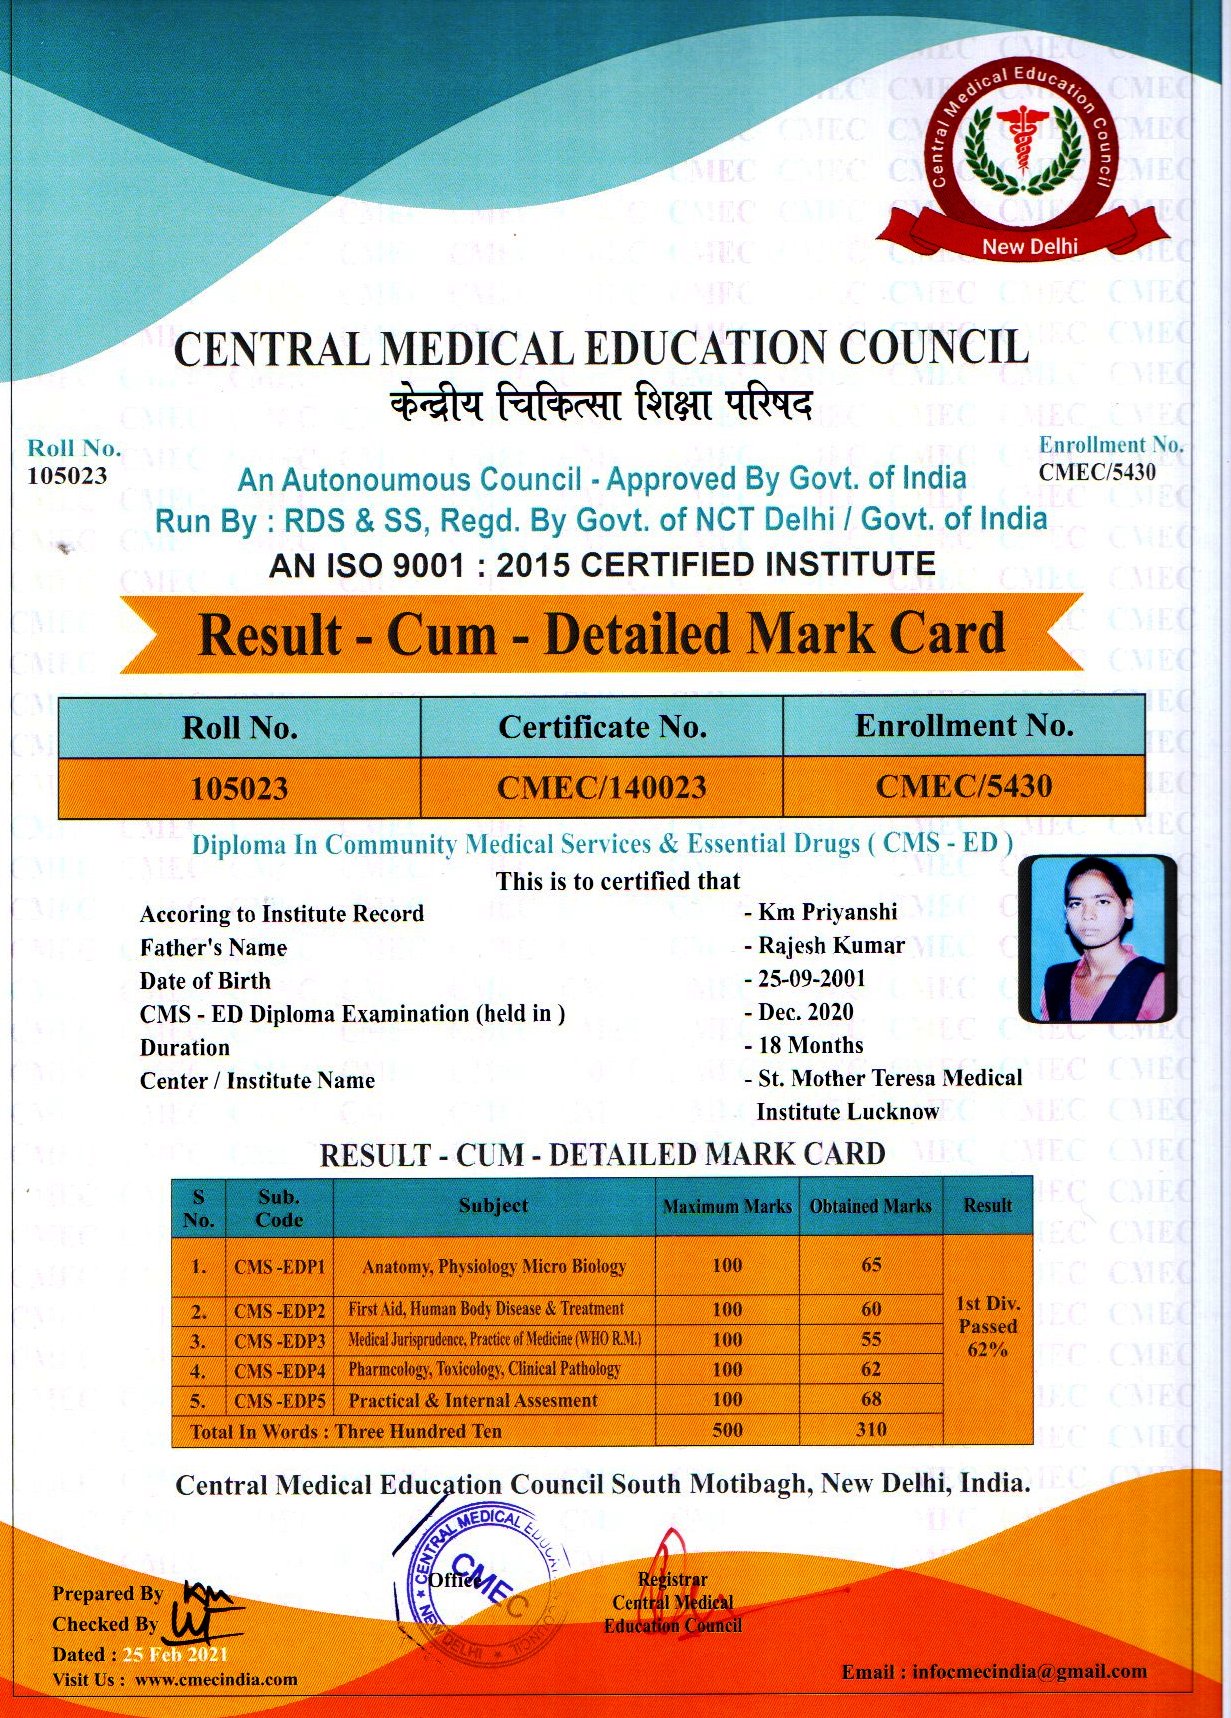 Central Medical Education Council
New Delhi
CENTRAL MEDICAL EDUCATION COUNCIL
केन्द्रीय चिकित्सा शिक्षा परिषद
Roll No.
105023
Enrollment No.
CMEC/5430
An Autonoumous Council - Approved By Govt. of India
Run By : RDS & SS, Regd. By Govt. of NCT Delhi / Govt. of India
AN ISO 9001 : 2015 CERTIFIED INSTITUTE
Result - Cum - Detailed Mark Card
Roll No. Certificate No. Enrollment No.
105023 CMEC/140023 CMEC/5430
Diploma In Community Medical Services & Essential Drugs ( CMS - ED )
This is to certified that
Accoring to Institute Record - Km Priyanshi
Father's Name - Rajesh Kumar
Date of Birth - 25-09-2001
CMS - ED Diploma Examination (held in ) - Dec. 2020
Duration - 18 Months
Center / Institute Name - St. Mother Teresa Medical
Institute Lucknow
RESULT - CUM - DETAILED MARK CARD
S No. Sub. Code Subject Maximum Marks Obtained Marks Result
1. CMS -EDP1 Anatomy, Physiology Micro Biology 100 65
2. CMS -EDP2 First Aid, Human Body Disease & Treatment 100 60
3. CMS -EDP3 Medical Jurisprudence, Practice of Medicine (WHO R.M.) 100 55
4. CMS -EDP4 Pharmcology, Toxicology, Clinical Pathology 100 62
5. CMS -EDP5 Practical & Internal Assesment 100 68
Total In Words : Three Hundred Ten 500 310
1st Div.
Passed
62%
Central Medical Education Council South Motibagh, New Delhi, India.
CENTRAL MEDICAL EDUCATION COUNCIL
CMEC
NEW DELHI
Office
Registrar
Central Medical
Education Council
Prepared By
Checked By
Dated : 25 Feb 2021
Visit Us : www.cmecindia.com
Email : infocmecindia@gmail.com